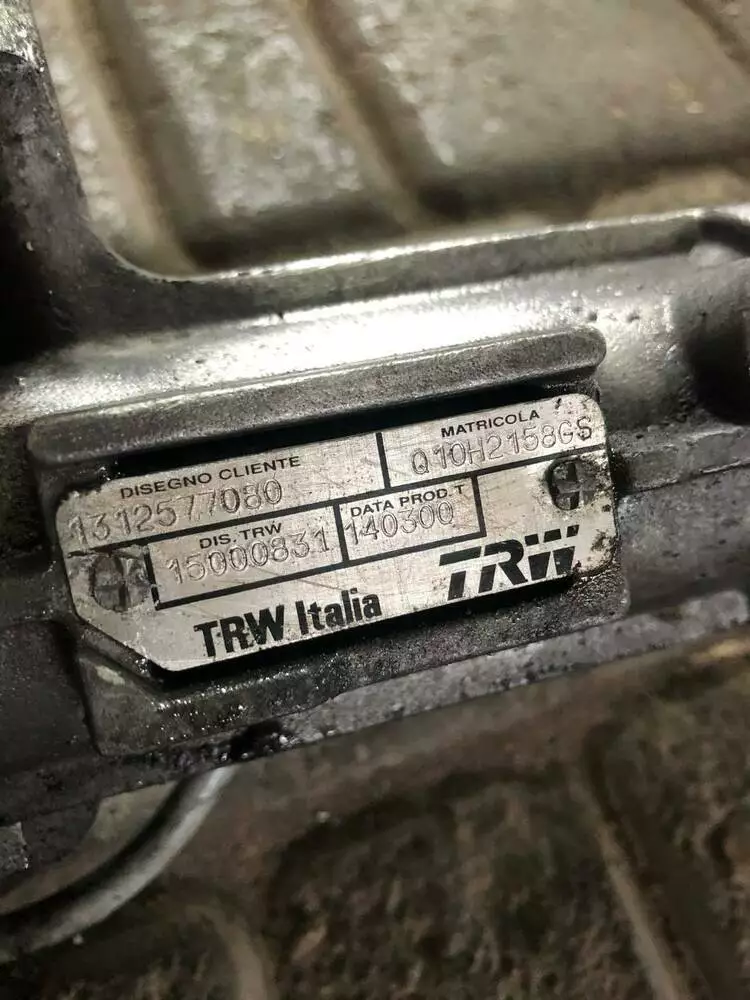 DISEGNO CLIENTE
1312577080
MATRICOLA
Q10H2158GS
DIS. TRW
15000831
DATA PROD. T
140300
TRW Italia
TRW